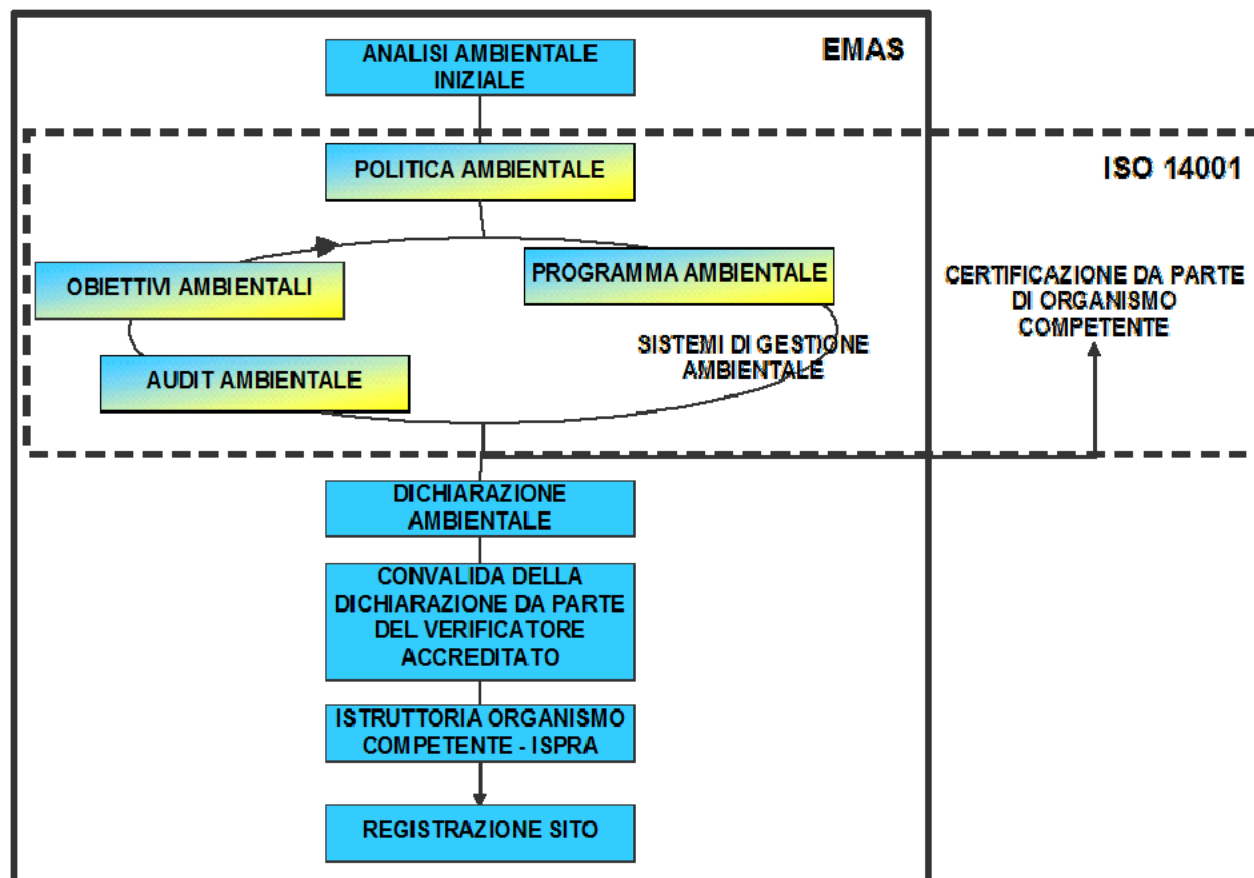 ANALISI AMBIENTALE
INIZIALE
EMAS
POLITICA AMBIENTALE
ISO 14001
OBIETTIVI AMBIENTALI
PROGRAMMA AMBIENTALE
CERTIFICAZIONE DA PARTE
DI ORGANISMO
COMPETENTE
SISTEMI DI GESTIONE
AMBIENTALE
AUDIT AMBIENTALE
DICHIARAZIONE
AMBIENTALE
CONVALIDA DELLA
DICHIARAZIONE DA PARTE
DEL VERIFICATORE
ACCREDITATO
ISTRUTTORIA ORGANISMO
COMPETENTE - ISPRA
REGISTRAZIONE SITO